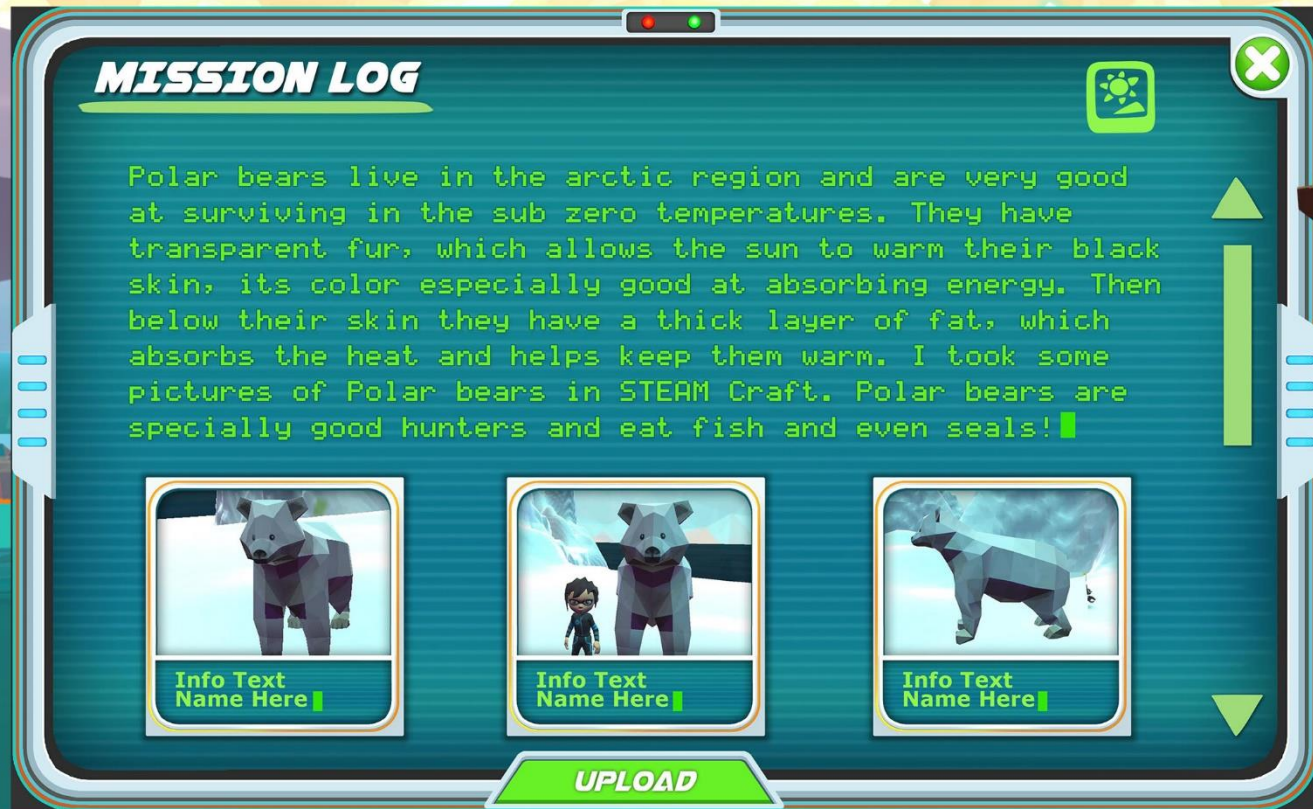 MISSION LOG
Polar bears live in the arctic region and are very good
at surviving in the sub zero temperatures. They have
transparent fur, which allows the sun to warm their black
skin, its color especially good at absorbing energy. Then
below their skin they have a thick layer of fat, which
absorbs the heat and helps keep them warm. I took some
pictures of Polar bears in STEAM Craft. Polar bears are
specially good hunters and eat fish and even seals!
Info Text
Name Here
Info Text
Name Here
Info Text
Name Here
UPLOAD